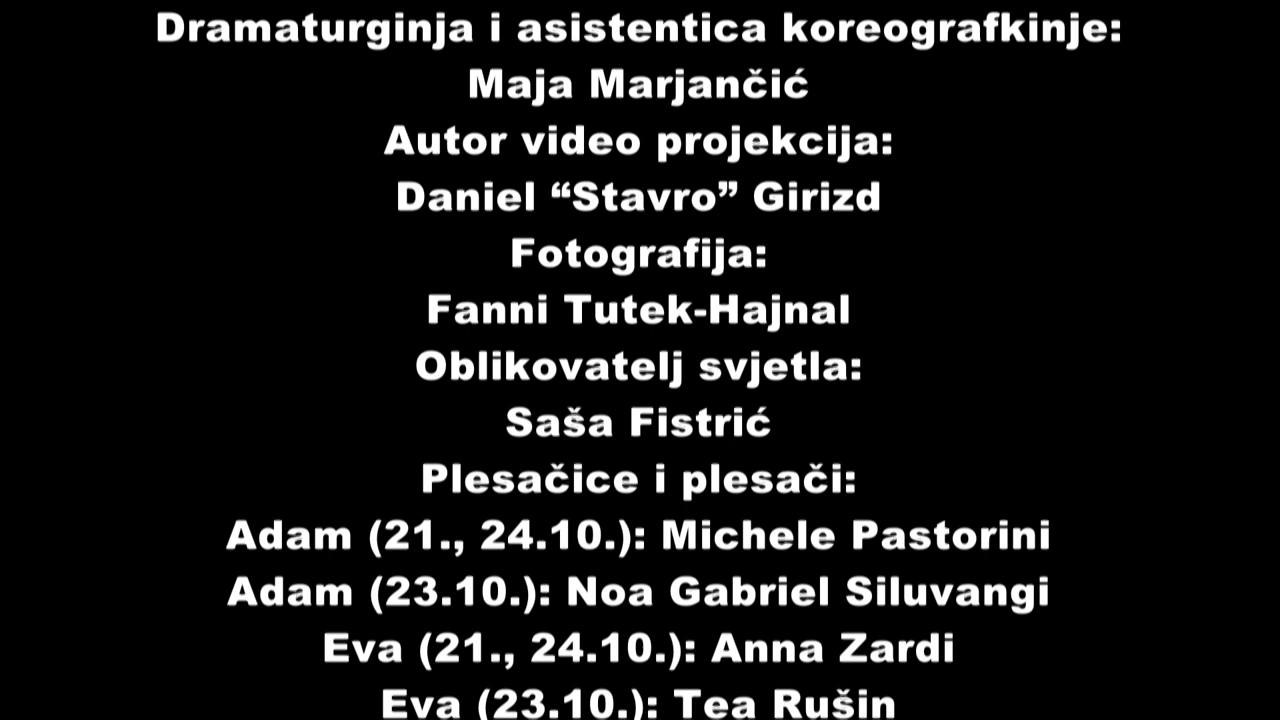 Dramaturginja i asistentica koreografkinje:
Maja Marjančić
Autor video projekcija:
Daniel “Stavro” Girizd
Fotografija:
Fanni Tutek-Hajnal
Oblikovatelj svjetla:
Saša Fistrić
Plesačice i plesači:
Adam (21., 24.10.): Michele Pastorini
Adam (23.10.): Noa Gabriel Siluvangi
Eva (21., 24.10.): Anna Zardi
Eva (23.10.): Tea Rušin